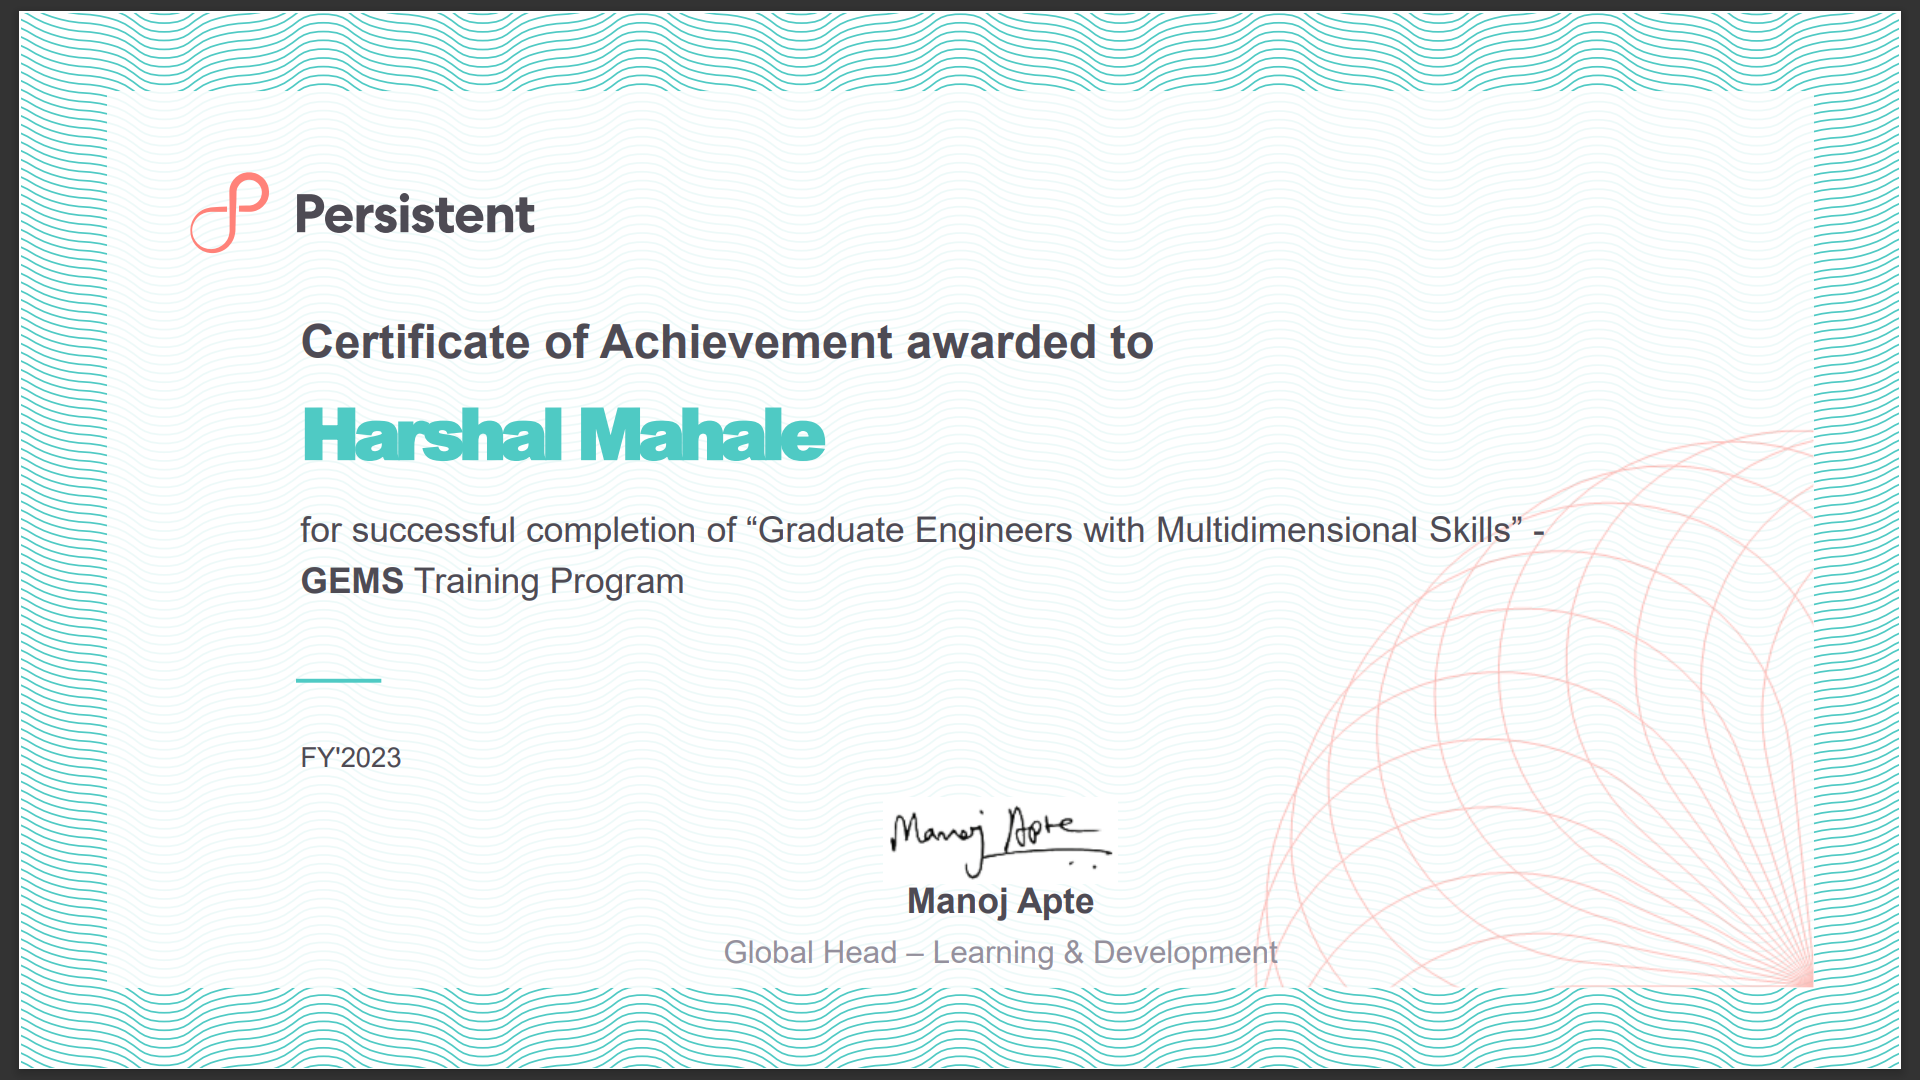 Persistent
Certificate of Achievement awarded to
Harshal Mahale
for successful completion of “Graduate Engineers with Multidimensional Skills” -
GEMS Training Program
FY'2023
Manoj Apte
Manoj Apte
Global Head – Learning & Development